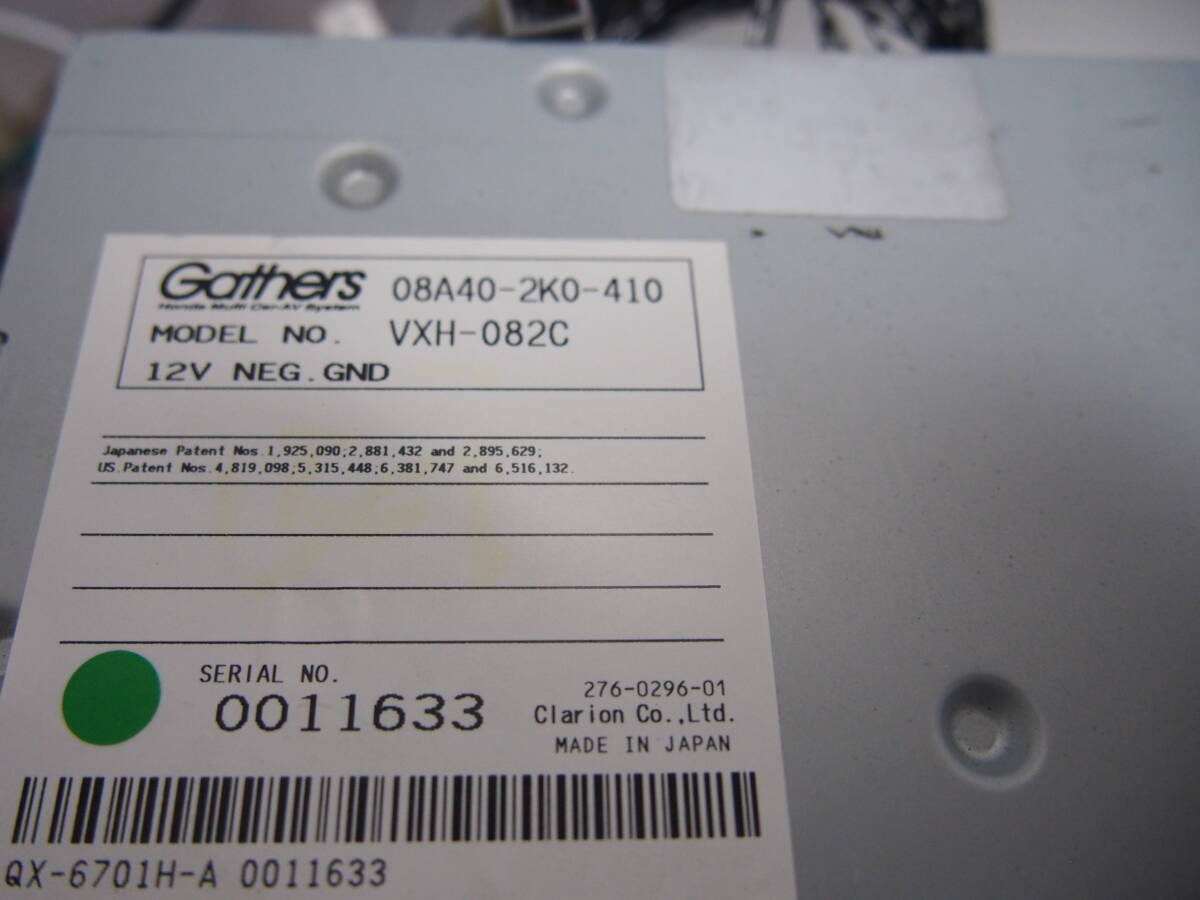 Gathers 08A40-2K0-410
Honda Multi Car-AV System
MODEL NO. VXH-082C
12V NEG.GND
Japanese Patent Nos.1,925,090;2,881,432 and 2,895,629;
US.Patent Nos.4,819,098;5,315,448;6,381,747 and 6,516,132.
SERIAL NO.
0011633
276-0296-01
Clarion Co.,Ltd.
MADE IN JAPAN
QX-6701H-A 0011633